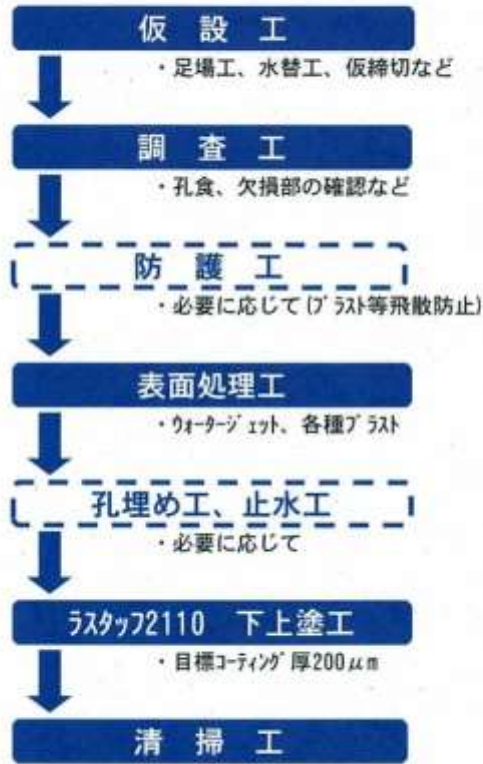 仮設工
・足場工、水替工、仮締切など
調査工
・孔食、欠損部の確認など
防護工
・必要に応じて(ﾌﾞﾗｽﾄ等飛散防止)
表面処理工
・ｳｫｰﾀｰｼﾞｪｯﾄ、各種ﾌﾞﾗｽﾄ
孔埋め工、止水工
・必要に応じて
ﾗｽﾀｯﾌ2110 下上塗工
・目標ｺｰﾃｨﾝｸﾞ厚200μm
清掃工